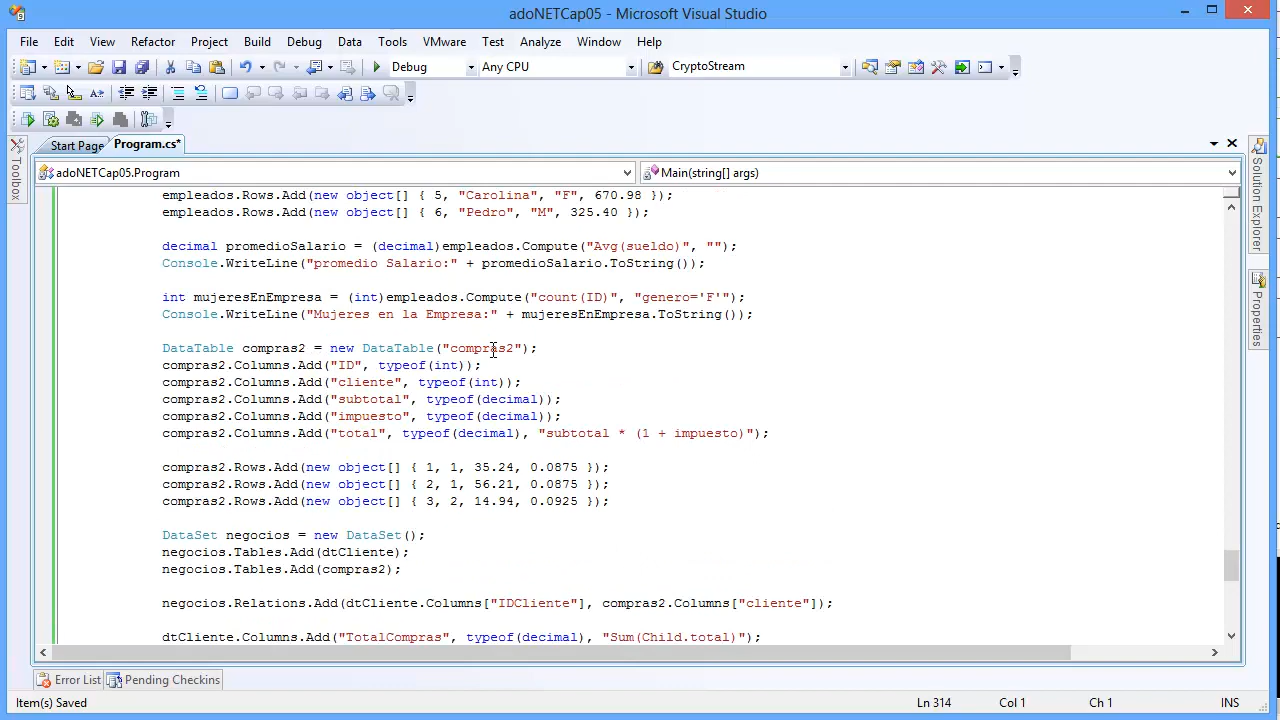 adoNETCap05 - Microsoft Visual Studio
File Edit View Refactor Project Build Debug Data Tools VMware Test Analyze Window Help
Debug Any CPU CryptoStream
Start Page Program.cs*
Toolbox
adoNETCap05.Program Main(string[] args)
empleados.Rows.Add(new object[] { 5, "Carolina", "F", 670.98 });
empleados.Rows.Add(new object[] { 6, "Pedro", "M", 325.40 });
decimal promedioSalario = (decimal)empleados.Compute("Avg(sueldo)", "");
Console.WriteLine("promedio Salario:" + promedioSalario.ToString());
int mujeresEnEmpresa = (int)empleados.Compute("count(ID)", "genero='F'");
Console.WriteLine("Mujeres en la Empresa:" + mujeresEnEmpresa.ToString());
DataTable compras2 = new DataTable("compras2");
compras2.Columns.Add("ID", typeof(int));
compras2.Columns.Add("cliente", typeof(int));
compras2.Columns.Add("subtotal", typeof(decimal));
compras2.Columns.Add("impuesto", typeof(decimal));
compras2.Columns.Add("total", typeof(decimal), "subtotal * (1 + impuesto)");
compras2.Rows.Add(new object[] { 1, 1, 35.24, 0.0875 });
compras2.Rows.Add(new object[] { 2, 1, 56.21, 0.0875 });
compras2.Rows.Add(new object[] { 3, 2, 14.94, 0.0925 });
DataSet negocios = new DataSet();
negocios.Tables.Add(dtCliente);
negocios.Tables.Add(compras2);
negocios.Relations.Add(dtCliente.Columns["IDCliente"], compras2.Columns["cliente"]);
dtCliente.Columns.Add("TotalCompras", typeof(decimal), "Sum(Child.total)");
Solution Explorer
Properties
Error List Pending Checkins
Item(s) Saved Ln 314 Col 1 Ch 1 INS